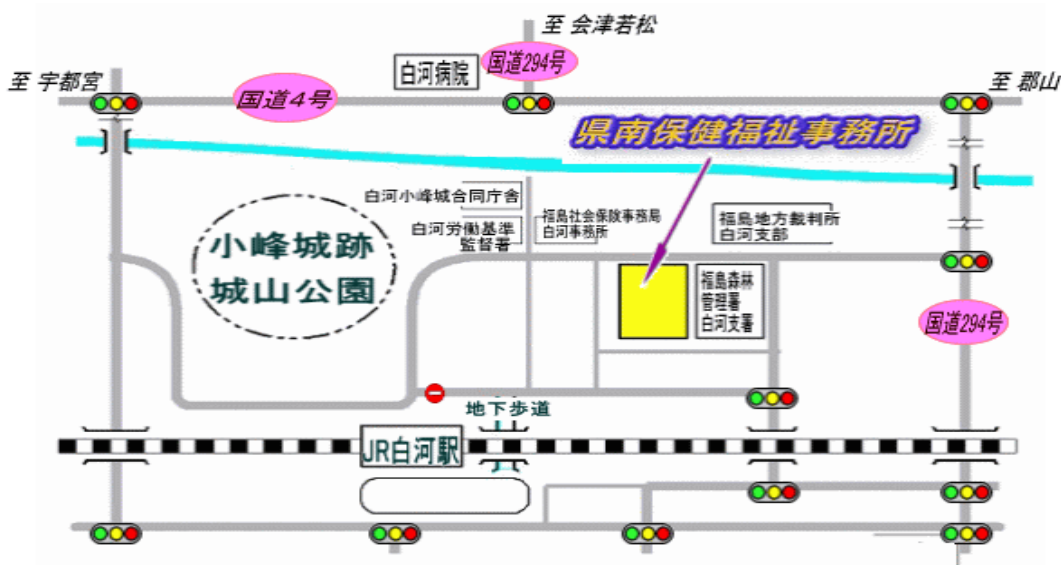 至 会津若松
国道294号
白河病院
至 宇都宮
国道4号
至 郡山
県南保健福祉事務所
白河小峰城合同庁舎
福島社会保険事務局
白河事務所
白河労働基準
監督署
福島地方裁判所
白河支部
小峰城跡
城山公園
福島森林
管理署
白河支署
国道294号
地下歩道
JR白河駅